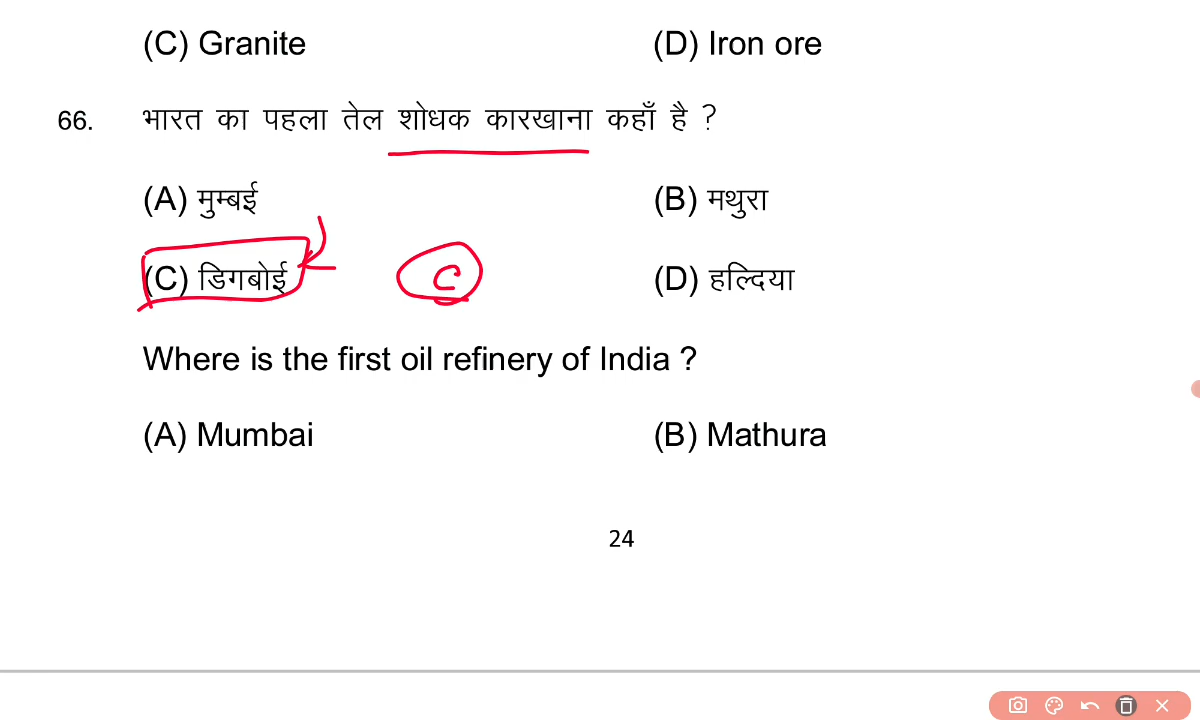 (C) Granite (D) Iron ore
66. भारत का पहला तेल शोधक कारखाना कहाँ है ?
(A) मुम्बई (B) मथुरा
(C) डिगबोई C (D) हल्दिया
Where is the first oil refinery of India ?
(A) Mumbai (B) Mathura
24